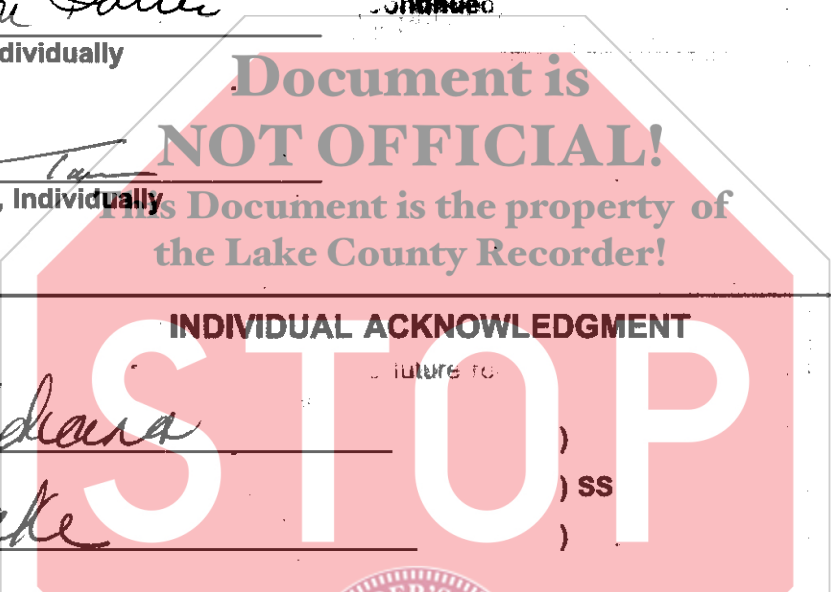 Continued
dividually
Document is
NOT OFFICIAL!
, Individually
This Document is the property of
the Lake County Recorder!
INDIVIDUAL ACKNOWLEDGMENT
STOP
diana )
) SS
ake )